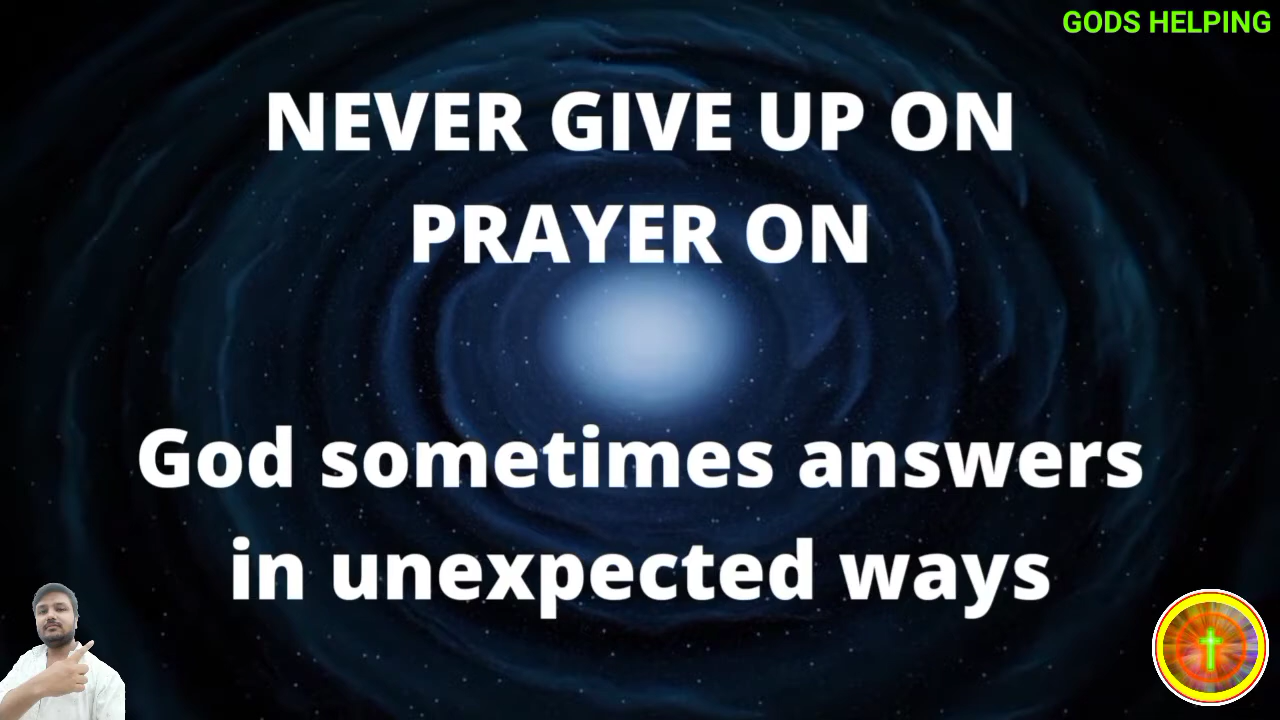 GODS HELPING
NEVER GIVE UP ON
PRAYER ON
God sometimes answers
in unexpected ways